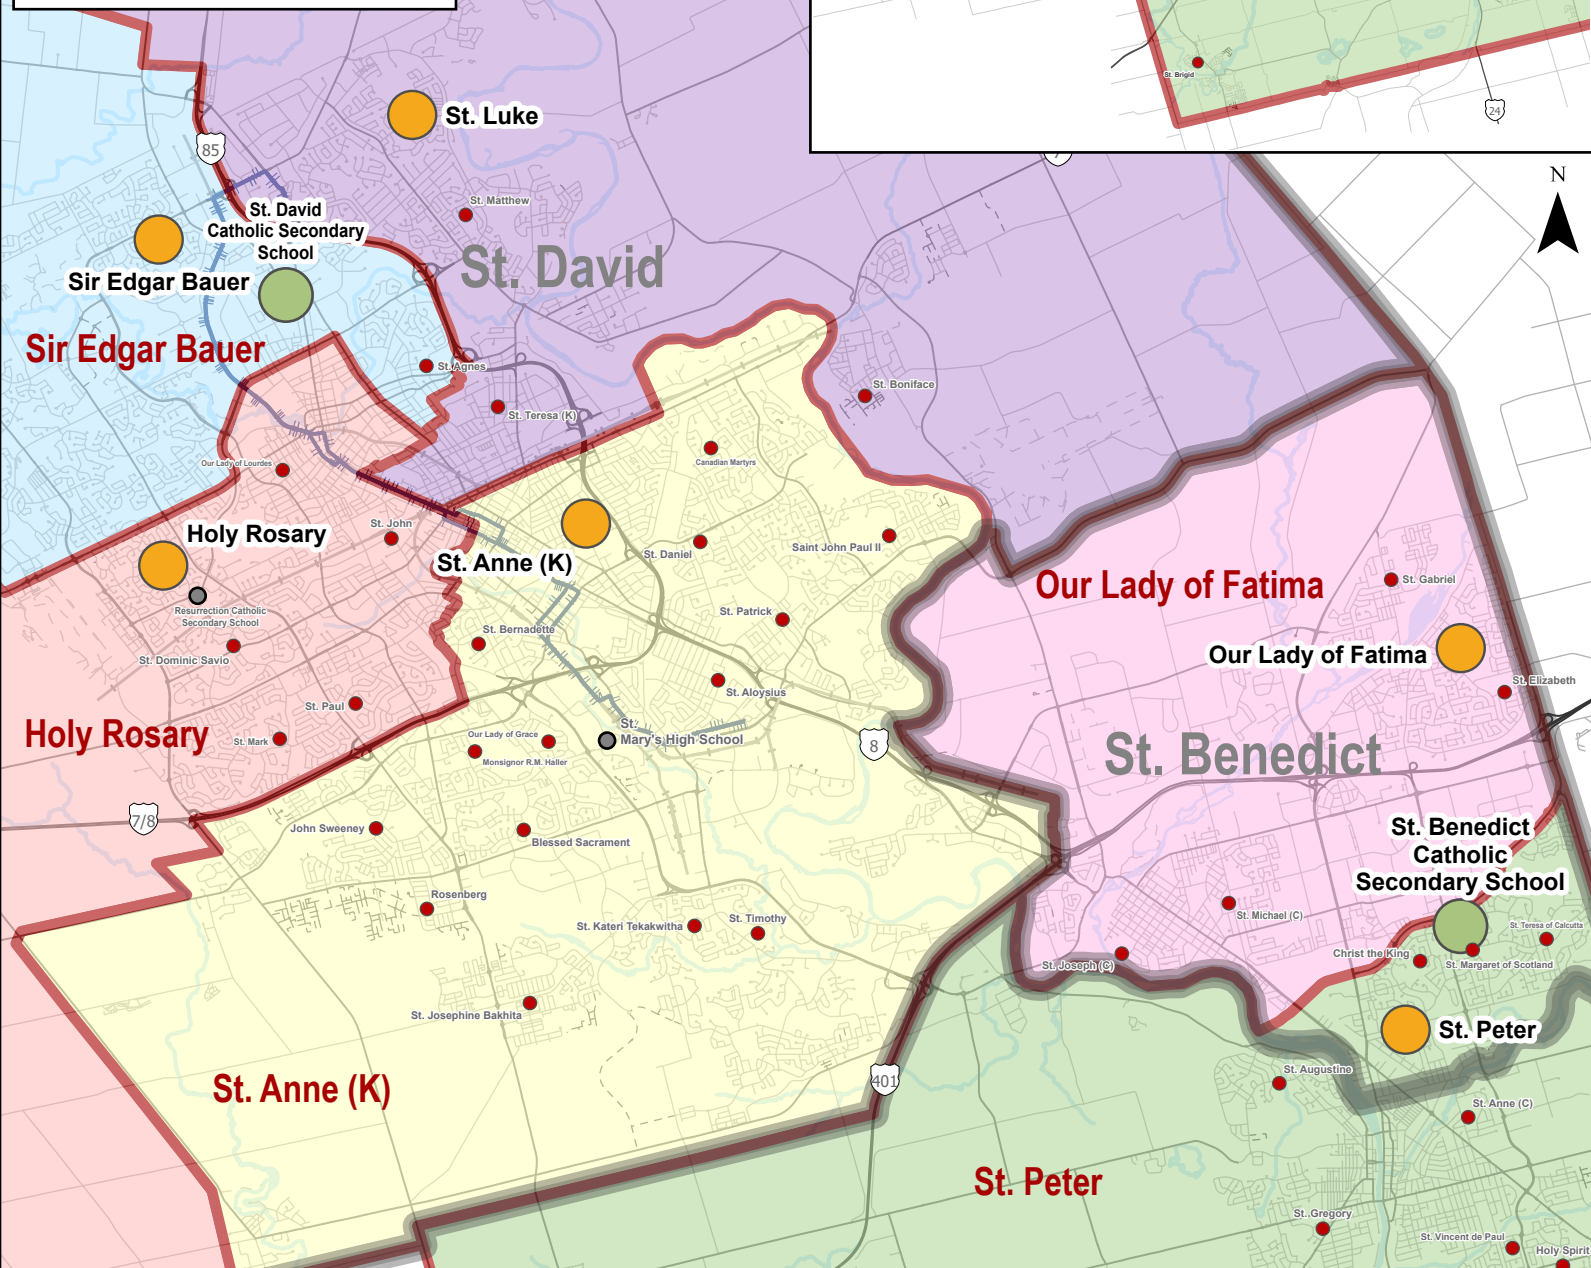 St. Brigid
24
7
N
85
St. Luke
St. Matthew
St. David
Catholic Secondary
School
Sir Edgar Bauer
St. David
Sir Edgar Bauer
St. Agnes
St. Teresa (K)
St. Boniface
Our Lady of Lourdes
Canadian Martyrs
Holy Rosary
St. John
St. Anne (K)
St. Daniel
Saint John Paul II
Our Lady of Fatima
St. Gabriel
Resurrection Catholic
Secondary School
St. Patrick
St. Bernadette
St. Dominic Savio
Our Lady of Fatima
St. Elizabeth
St. Aloysius
St. Paul
Holy Rosary
St. Mark
Our Lady of Grace
Monsignor R.M. Haller
St.
Mary's High School
8
St. Benedict
7/8
John Sweeney
Blessed Sacrament
St. Benedict
Catholic
Secondary School
Rosenberg
St. Kateri Tekakwitha
St. Timothy
St. Michael (C)
St. Teresa of Calcutta
Christ the King
St. Margaret of Scotland
St. Joseph (C)
St. Josephine Bakhita
St. Peter
St. Anne (K)
401
St. Augustine
St. Anne (C)
St. Peter
St. Gregory
St. Vincent de Paul
Holy Spirit